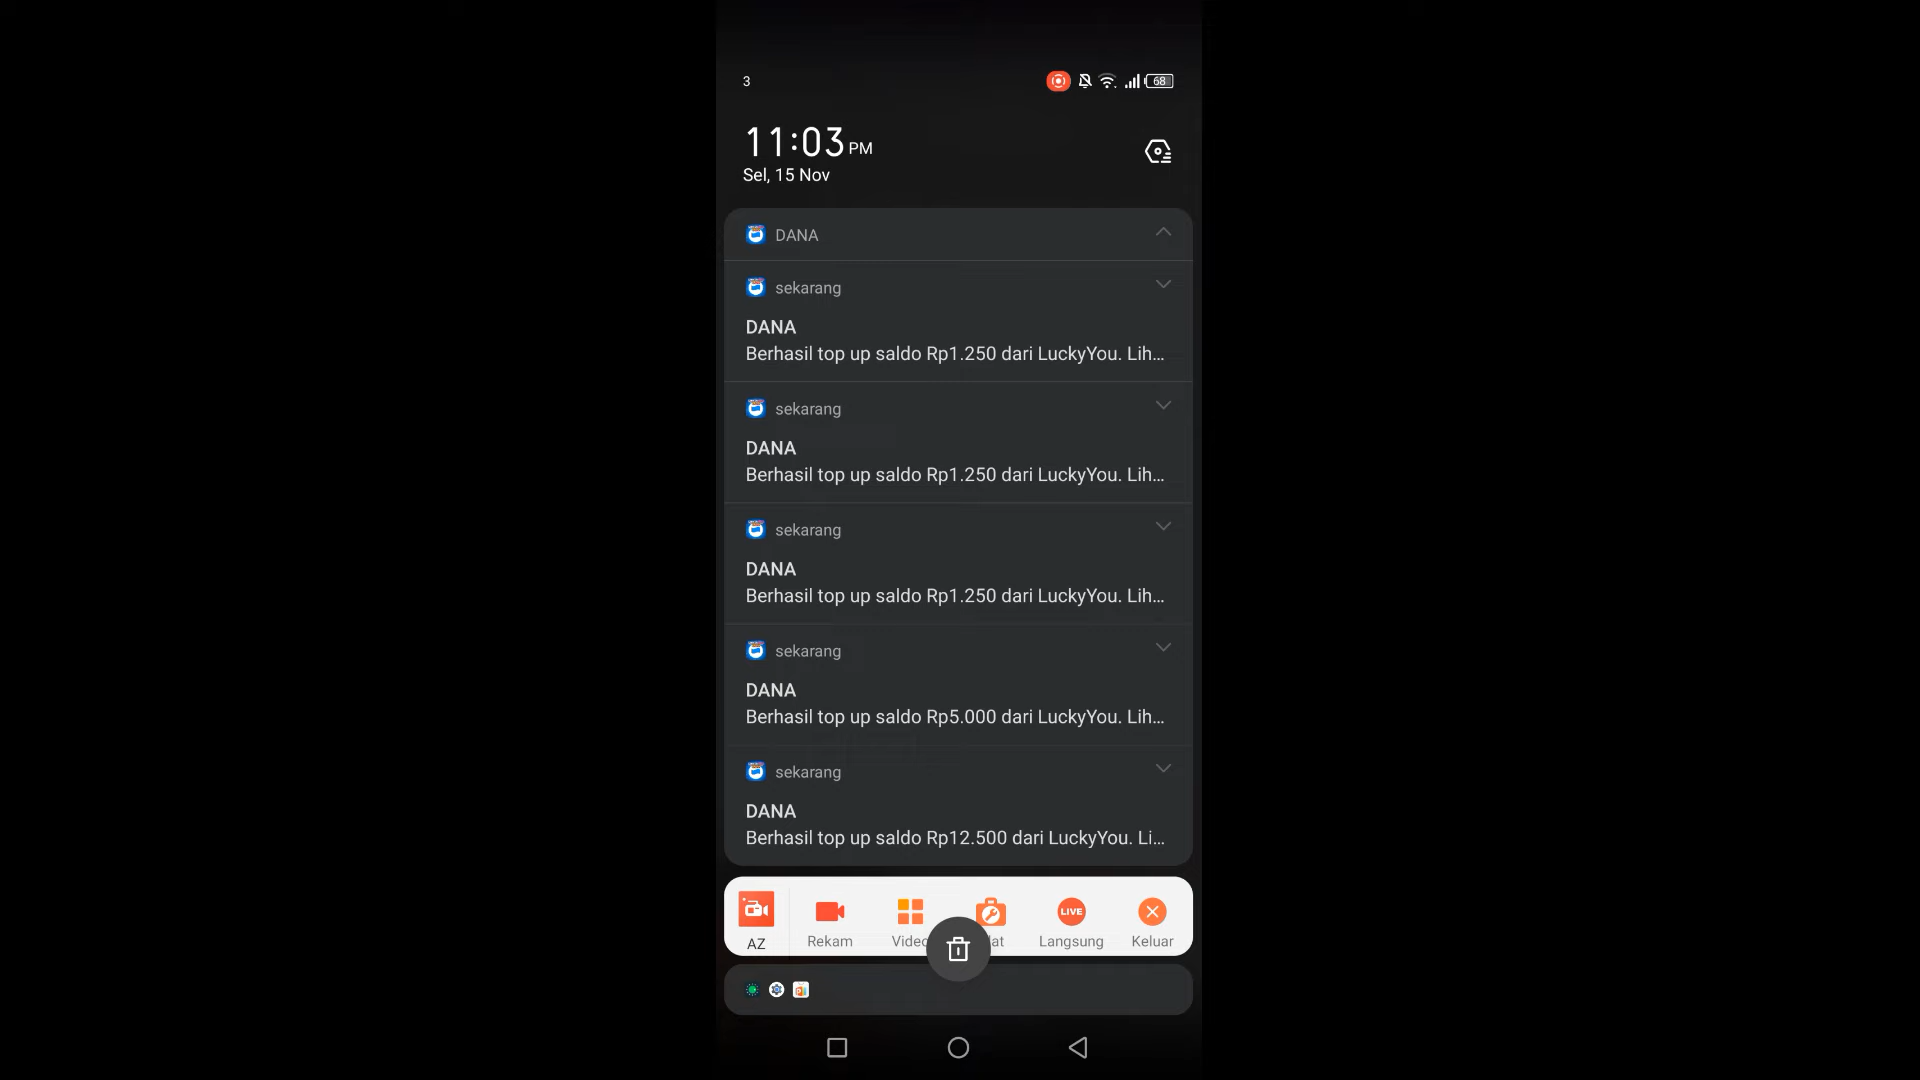 3
68
11:03 PM
Sel, 15 Nov
DANA
sekarang
DANA
Berhasil top up saldo Rp1.250 dari LuckyYou. Lih...
sekarang
DANA
Berhasil top up saldo Rp1.250 dari LuckyYou. Lih...
sekarang
DANA
Berhasil top up saldo Rp1.250 dari LuckyYou. Lih...
sekarang
DANA
Berhasil top up saldo Rp5.000 dari LuckyYou. Lih...
sekarang
DANA
Berhasil top up saldo Rp12.500 dari LuckyYou. Li...
LIVE
AZ Rekam Langsung Keluar